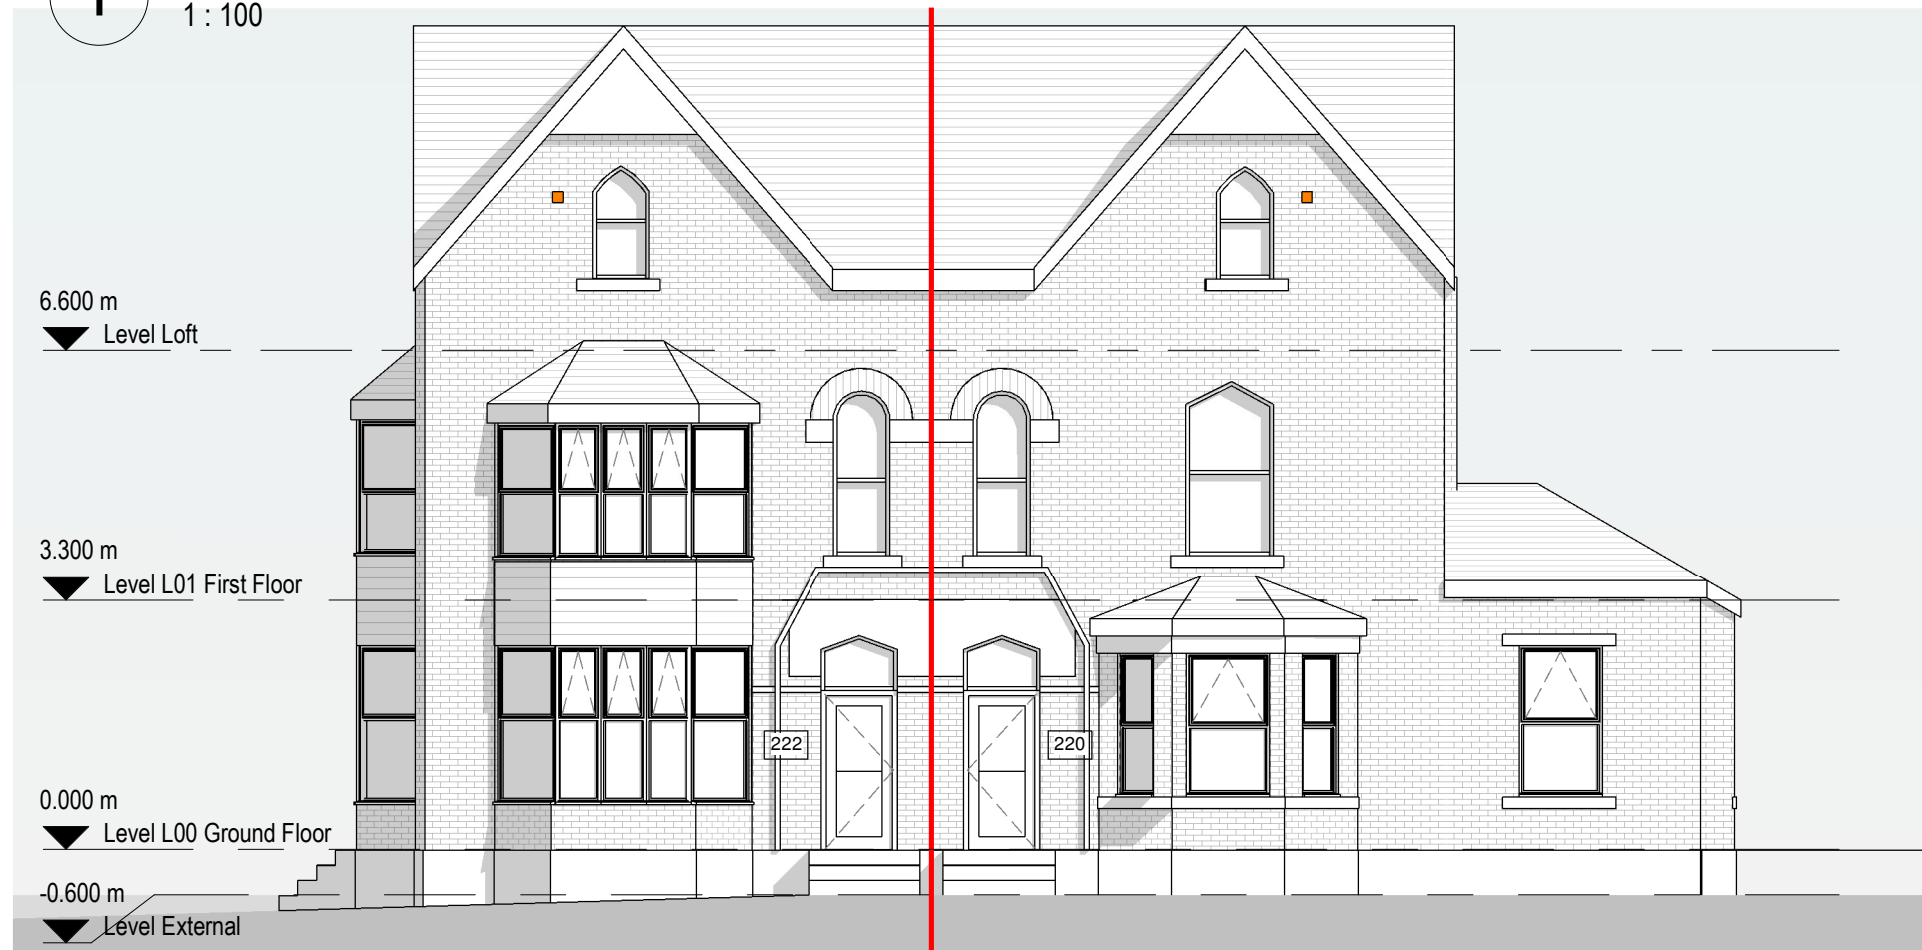 1 : 100
6.600 m
Level Loft
3.300 m
Level L01 First Floor
222
220
0.000 m
Level L00 Ground Floor
-0.600 m
Level External